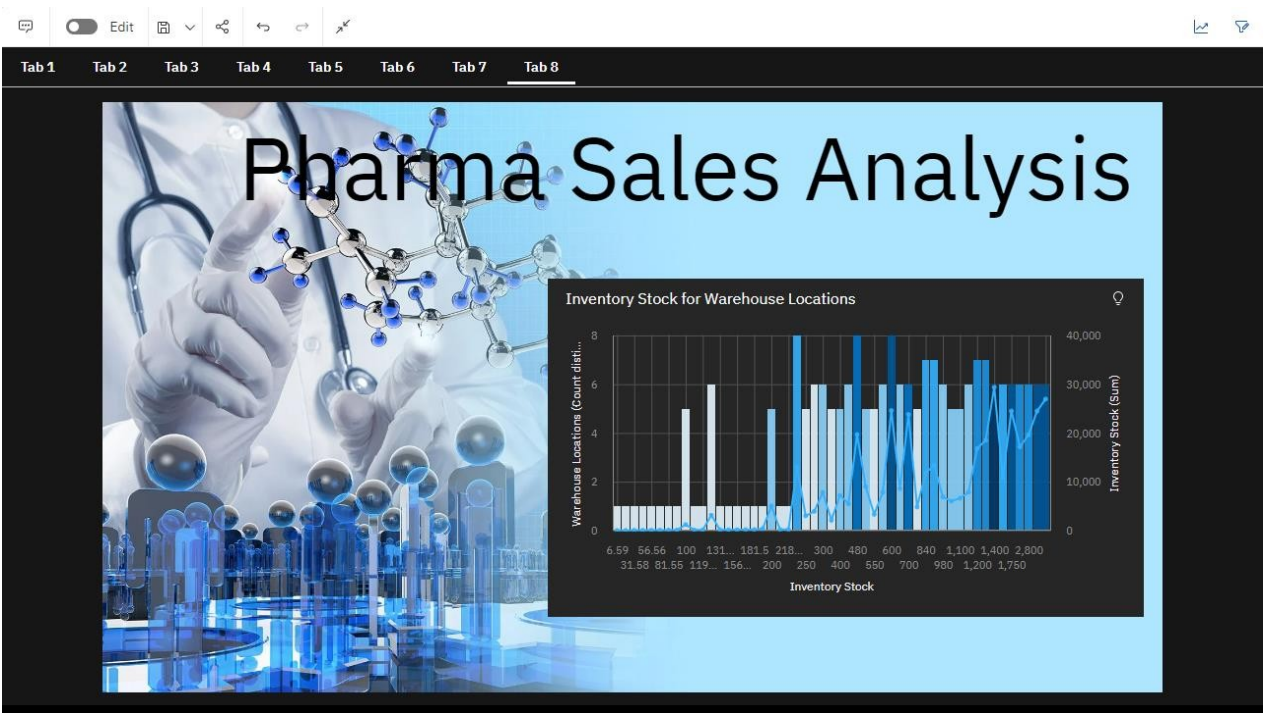 Edit
Tab 1 Tab 2 Tab 3 Tab 4 Tab 5 Tab 6 Tab 7 Tab 8
Pharma Sales Analysis
Inventory Stock for Warehouse Locations
Warehouse Locations (Count disti...
8
6
4
2
0
40,000
30,000
20,000
10,000
0
Inventory Stock (Sum)
6.59 56.56 100 131... 181.5 218... 300 480 600 840 1,100 1,400 2,800
31.58 81.55 119... 156... 200 250 400 550 700 980 1,200 1,750
Inventory Stock